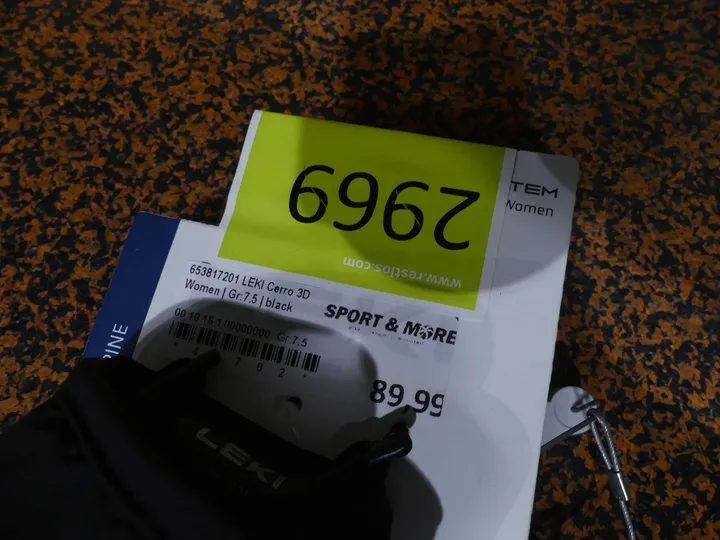 2969
www.restlos.com
TEM
Women
653817201 LEKI Cerro 3D
Women | Gr:7.5 | black
SPORT & MORE
Gr.7.5
702*
89,99
PINE
LEKI